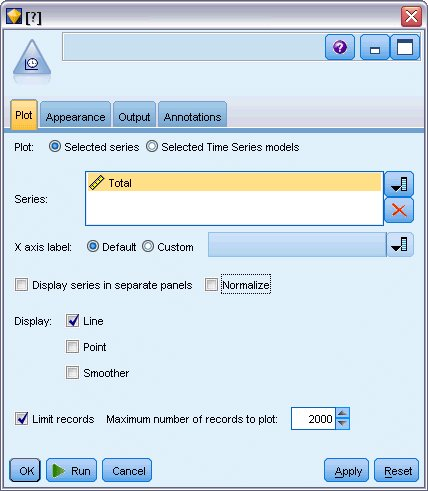 [?]
Plot Appearance Output Annotations
Plot: Selected series Selected Time Series models
Total
Series:
X axis label: Default Custom
Display series in separate panels Normalize
Display: Line
Point
Smoother
Limit records Maximum number of records to plot: 2000
OK Run Cancel Apply Reset